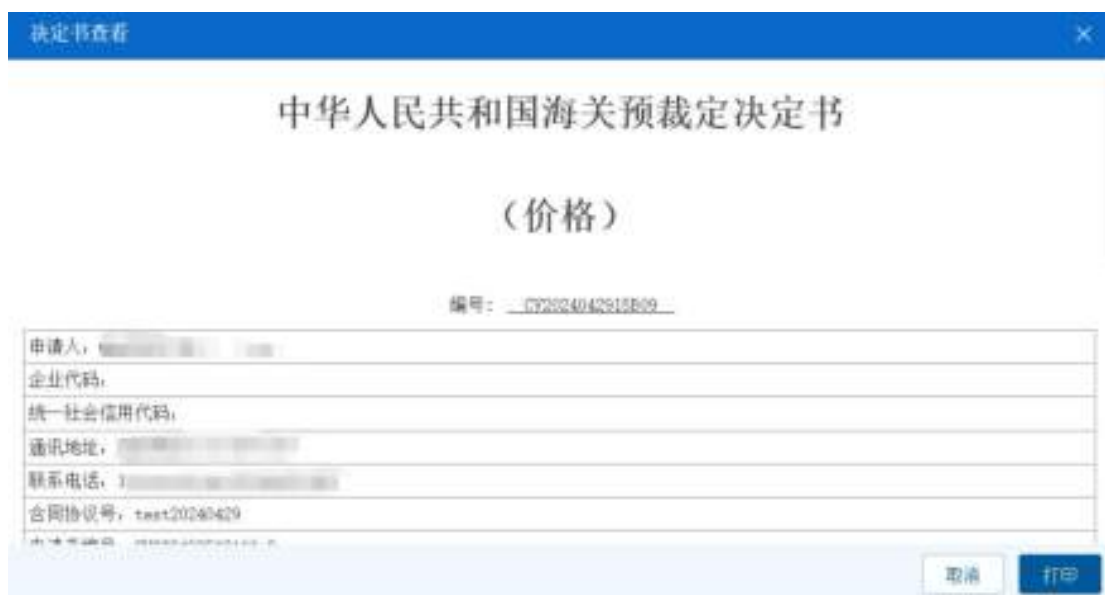 决定书查看
中华人民共和国海关预裁定决定书
（价格）
编号： CV2024042915B09
申请人：
企业代码：
统一社会信用代码：
通讯地址：
联系电话：1
合同协议号：test20240429
取消 打印